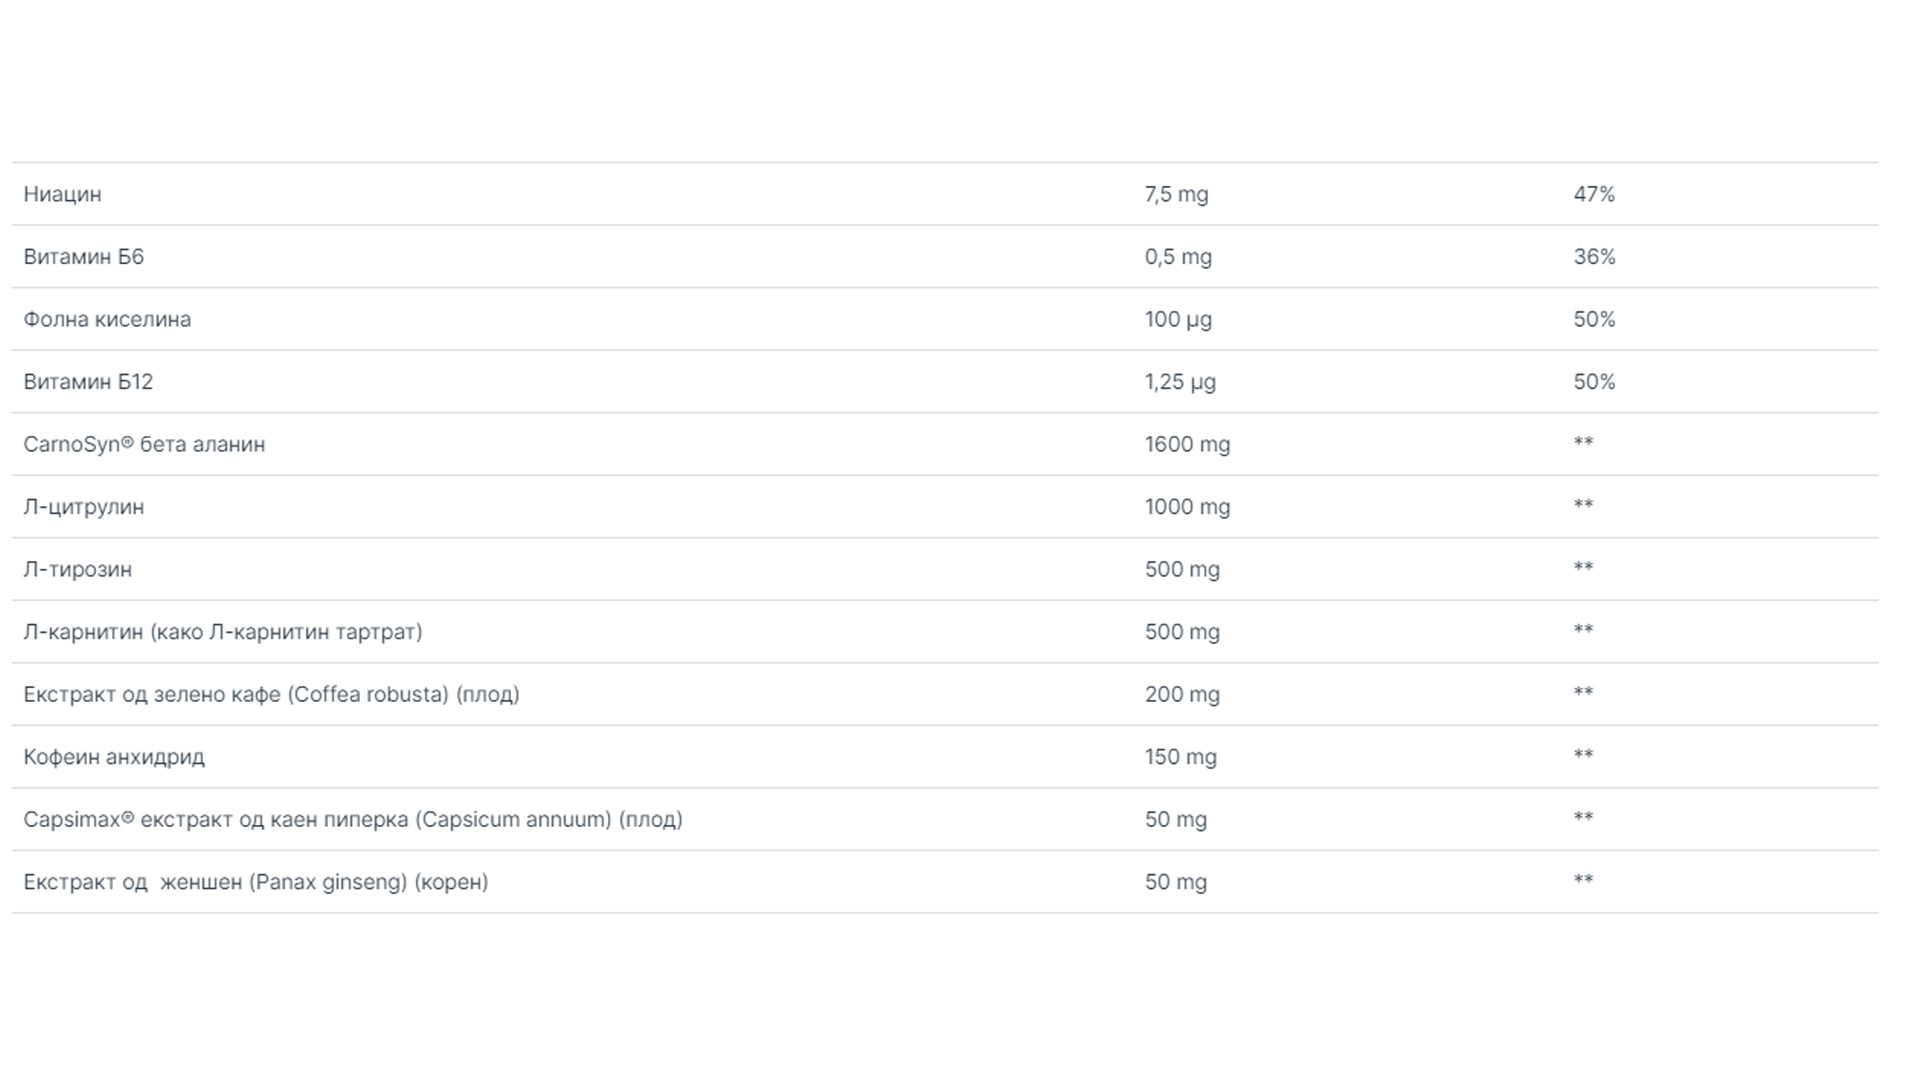 Ниацин 7,5 mg 47%
Витамин Б6 0,5 mg 36%
Фолна киселина 100 µg 50%
Витамин Б12 1,25 µg 50%
CarnoSyn® бета аланин 1600 mg **
Л-цитрулин 1000 mg **
Л-тирозин 500 mg **
Л-карнитин (како Л-карнитин тартрат) 500 mg **
Екстракт од зелено кафе (Coffea robusta) (плод) 200 mg **
Кофеин анхидрид 150 mg **
Capsimax® екстракт од каен пиперка (Capsicum annuum) (плод) 50 mg **
Екстракт од  женшен (Panax ginseng) (корен) 50 mg **